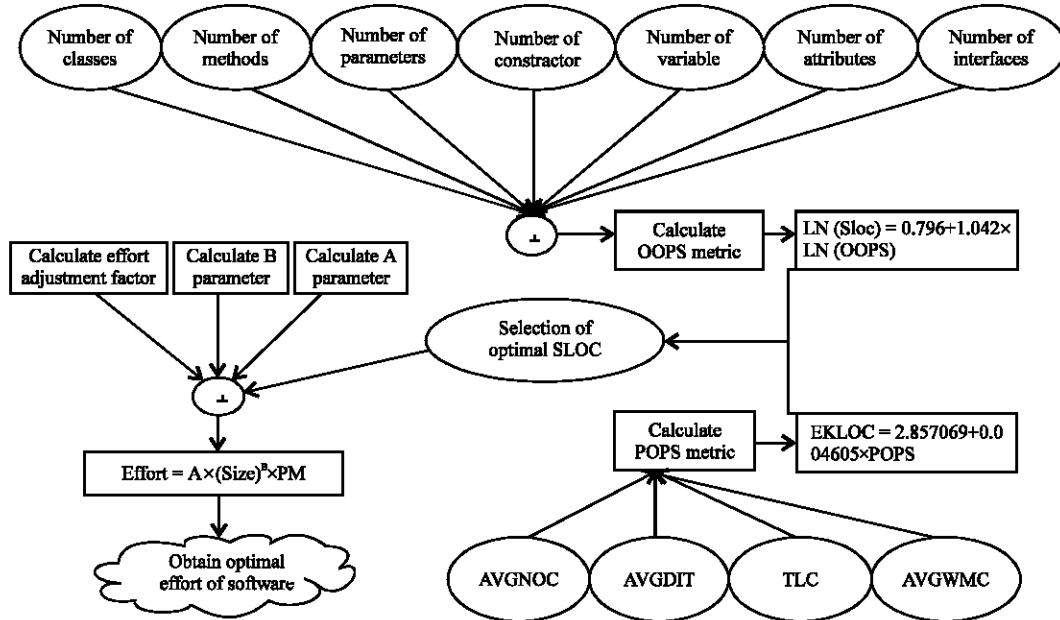 Number of
classes
Number of
methods
Number of
parameters
Number of
constractor
Number of
variable
Number of
attributes
Number of
interfaces
Calculate
OOPS metric
LN (Sloc) = 0.796+1.042×
LN (OOPS)
Calculate effort
adjustment factor
Calculate B
parameter
Calculate A
parameter
Selection of
optimal SLOC
Calculate
POPS metric
EKLOC = 2.857069+0.0
04605×POPS
Effort = A×(Size)ᴮ×PM
Obtain optimal
effort of software
AVGNOC
AVGDIT
TLC
AVGWMC